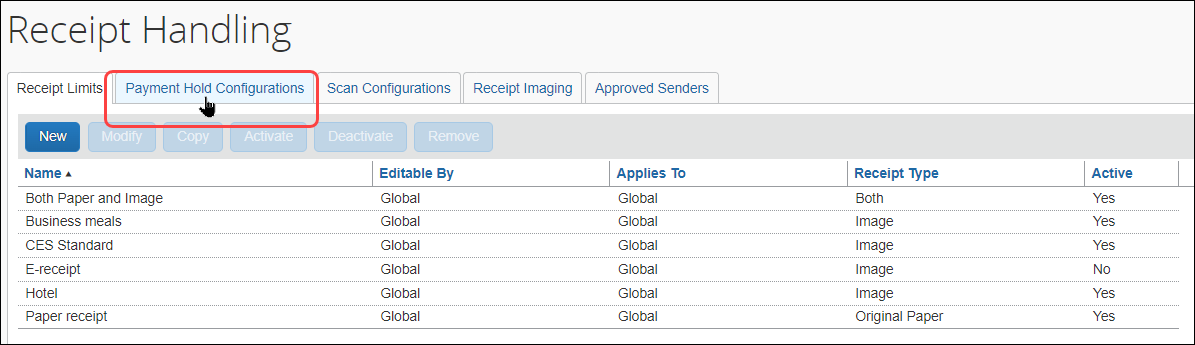 Receipt Handling
Receipt Limits Payment Hold Configurations Scan Configurations Receipt Imaging Approved Senders
New Modify Copy Activate Deactivate Remove
Name Editable By Applies To Receipt Type Active
Both Paper and Image Global Global Both Yes
Business meals Global Global Image Yes
CES Standard Global Global Image Yes
E-receipt Global Global Image No
Hotel Global Global Image Yes
Paper receipt Global Global Original Paper Yes